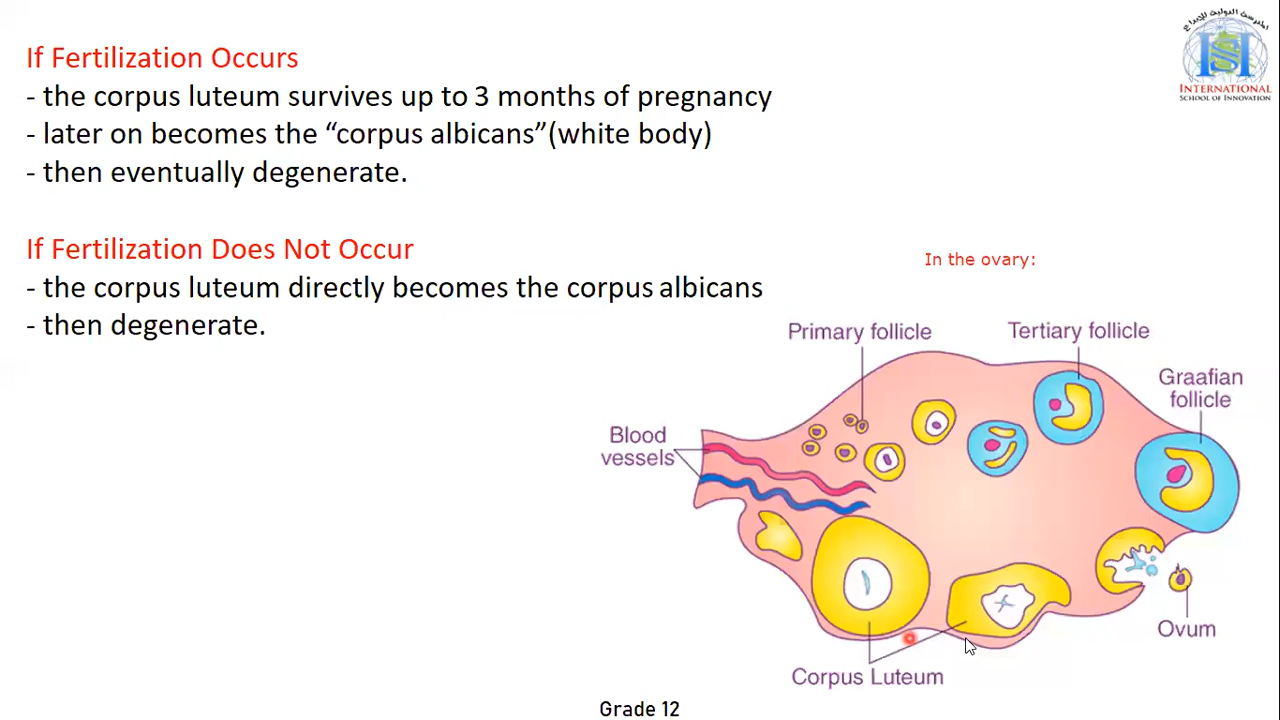 If Fertilization Occurs
- the corpus luteum survives up to 3 months of pregnancy
- later on becomes the “corpus albicans”(white body)
- then eventually degenerate.
If Fertilization Does Not Occur
- the corpus luteum directly becomes the corpus albicans
- then degenerate.
INTERNATIONAL
SCHOOL OF INNOVATION
In the ovary:
Primary follicle
Tertiary follicle
Graafian
follicle
Blood
vessels
Ovum
Corpus Luteum
Grade 12